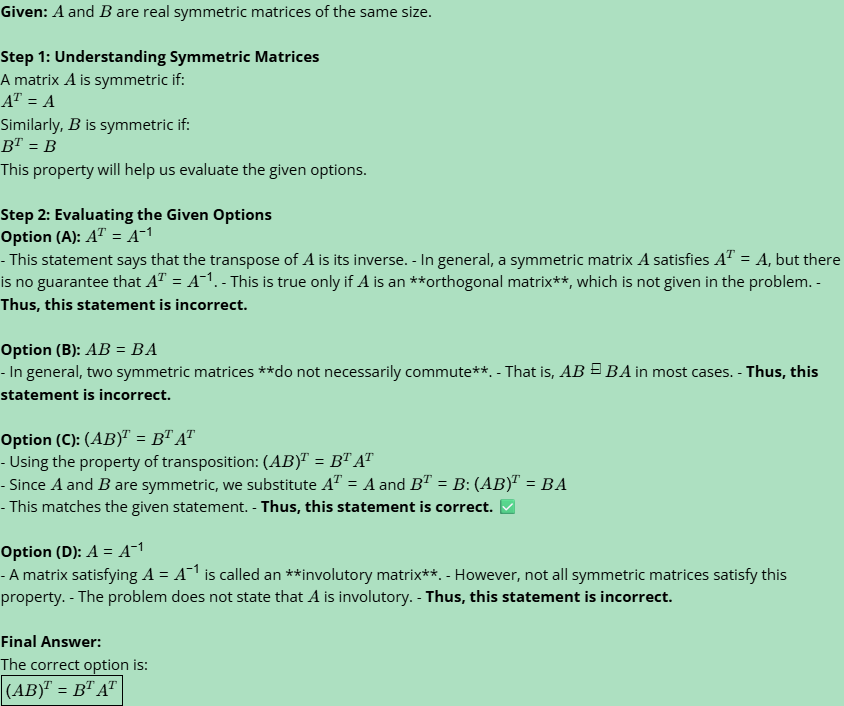 Given: A and B are real symmetric matrices of the same size.
Step 1: Understanding Symmetric Matrices
A matrix A is symmetric if:
A^T = A
Similarly, B is symmetric if:
B^T = B
This property will help us evaluate the given options.
Step 2: Evaluating the Given Options
Option (A): A^T = A^−1
- This statement says that the transpose of A is its inverse. - In general, a symmetric matrix A satisfies A^T = A, but there
is no guarantee that A^T = A^−1. - This is true only if A is an **orthogonal matrix**, which is not given in the problem. -
Thus, this statement is incorrect.
Option (B): AB = BA
- In general, two symmetric matrices **do not necessarily commute**. - That is, AB BA in most cases. - Thus, this
statement is incorrect.
Option (C): (AB)^T = B^T A^T
- Using the property of transposition: (AB)^T = B^T A^T
- Since A and B are symmetric, we substitute A^T = A and B^T = B: (AB)^T = BA
- This matches the given statement. - Thus, this statement is correct. ✅
Option (D): A = A^−1
- A matrix satisfying A = A^−1 is called an **involutory matrix**. - However, not all symmetric matrices satisfy this
property. - The problem does not state that A is involutory. - Thus, this statement is incorrect.
Final Answer:
The correct option is:
(AB)^T = B^T A^T